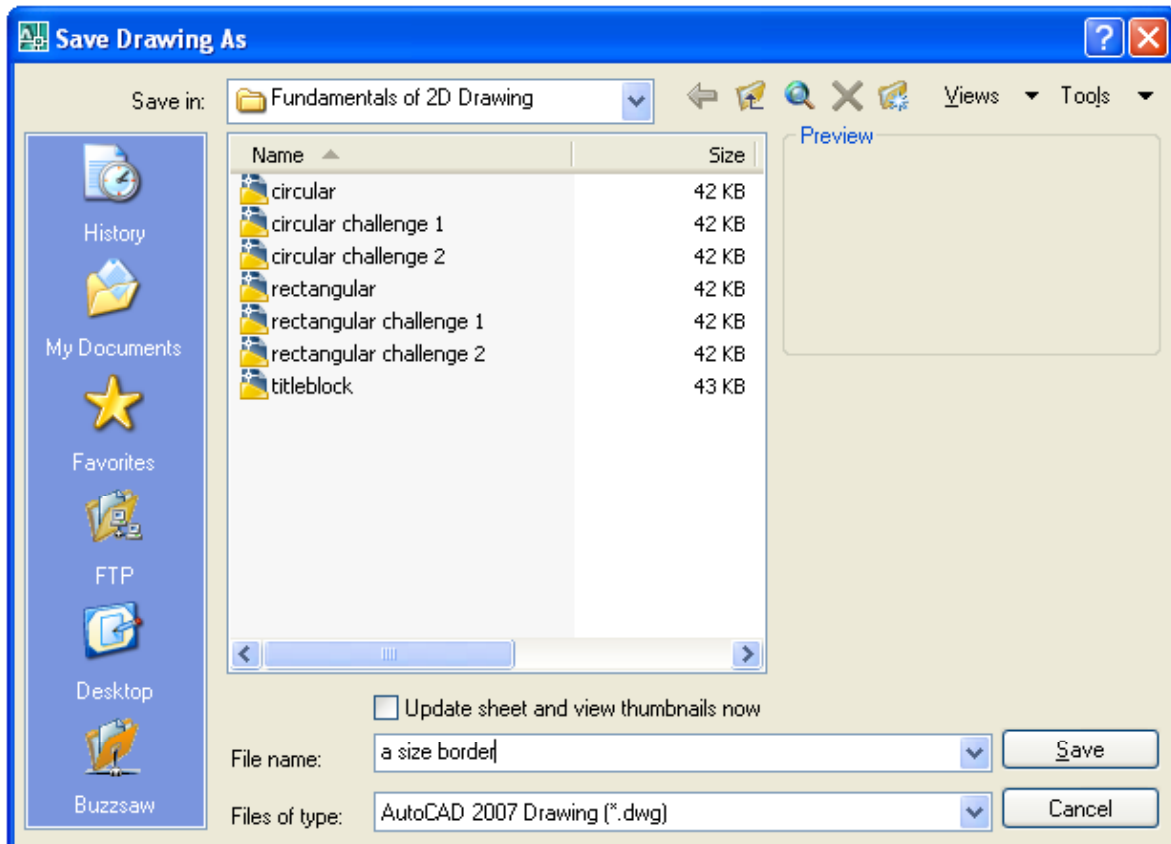 Save Drawing As
Save in: Fundamentals of 2D Drawing Views Tools
Name Size Preview
circular 42 KB
circular challenge 1 42 KB
circular challenge 2 42 KB
rectangular 42 KB
rectangular challenge 1 42 KB
rectangular challenge 2 42 KB
titleblock 43 KB
History
My Documents
Favorites
FTP
Desktop
Buzzsaw
Update sheet and view thumbnails now
File name: a size border Save
Files of type: AutoCAD 2007 Drawing (*.dwg) Cancel